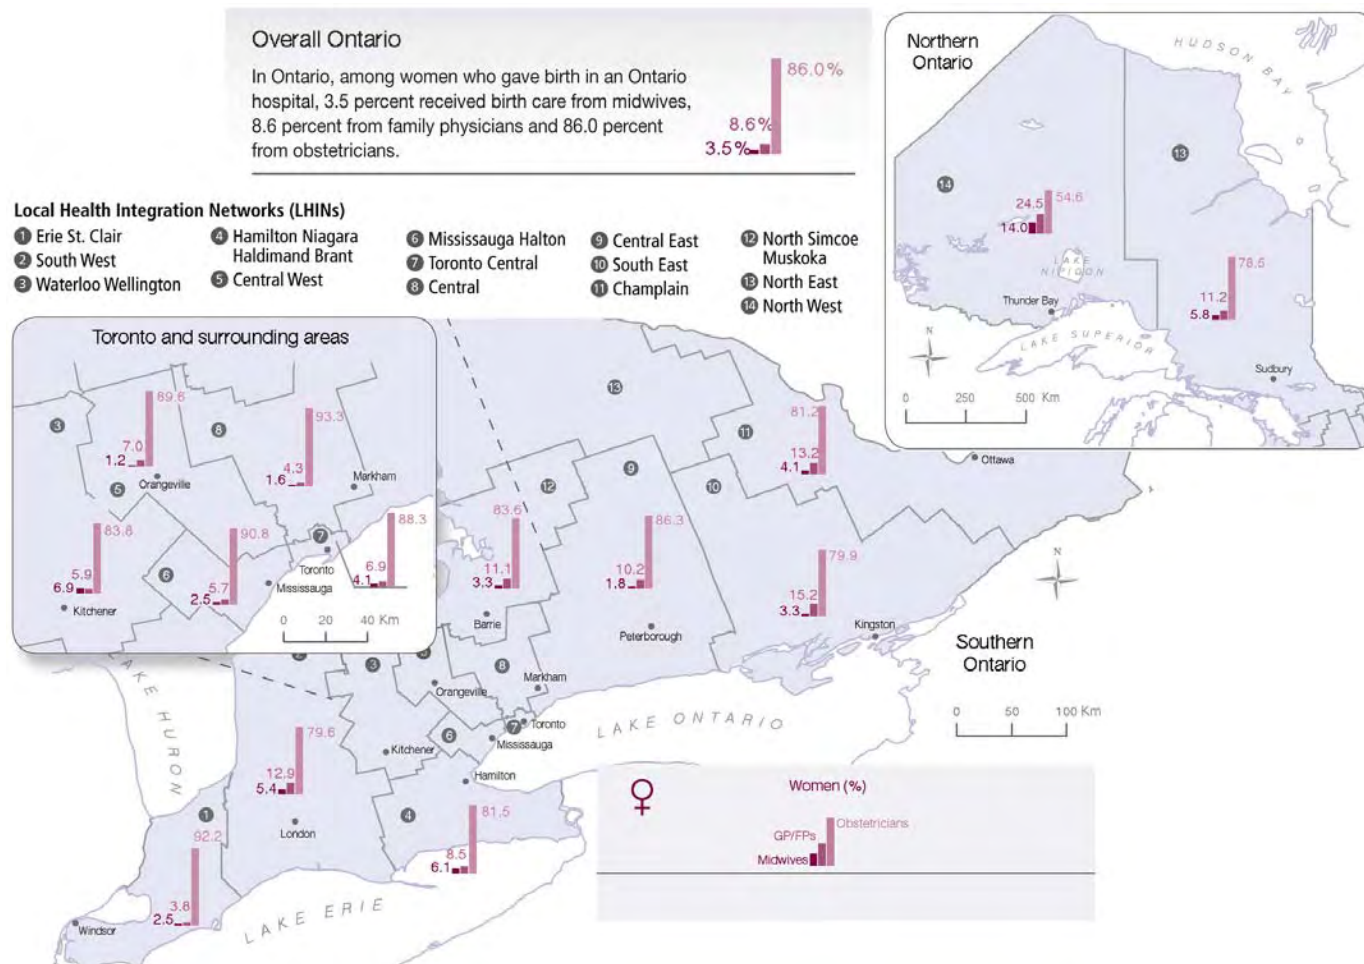 Overall Ontario
In Ontario, among women who gave birth in an Ontario
hospital, 3.5 percent received birth care from midwives,
8.6 percent from family physicians and 86.0 percent
from obstetricians.
86.0%
8.6%
3.5%
Northern
Ontario
HUDSON BAY
13
14
24.5
54.6
14.0
LAKE
NIPIGON
78.5
11.2
5.8
Thunder Bay
LAKE SUPERIOR
N
Sudbury
0 250 500 Km
Local Health Integration Networks (LHINs)
1 Erie St. Clair
2 South West
3 Waterloo Wellington
4 Hamilton Niagara
Haldimand Brant
5 Central West
6 Mississauga Halton
7 Toronto Central
8 Central
9 Central East
10 South East
11 Champlain
12 North Simcoe
Muskoka
13 North East
14 North West
Toronto and surrounding areas
89.6
7.0
1.2
Orangeville
3
8
93.3
4.3
1.6
Markham
5
83.8
5.9
6.9
Kitchener
6
90.8
5.7
2.5
Mississauga
7
Toronto
88.3
6.9
4.1
0 20 40 Km
13
81.2
11
13.2
4.1
Ottawa
9
12
10
83.6
11.1
3.3
Barrie
86.3
10.2
1.8
Peterborough
79.9
15.2
3.3
Kingston
N
Southern
Ontario
0 50 100 Km
LAKE HURON
2
3
5
8
Orangeville
Markham
7
Toronto
6
Mississauga
Kitchener
Hamilton
LAKE ONTARIO
79.6
12.9
5.4
London
1
92.2
3.8
2.5
Windsor
4
81.5
8.5
6.1
LAKE ERIE
Women (%)
Obstetricians
GP/FPs
Midwives